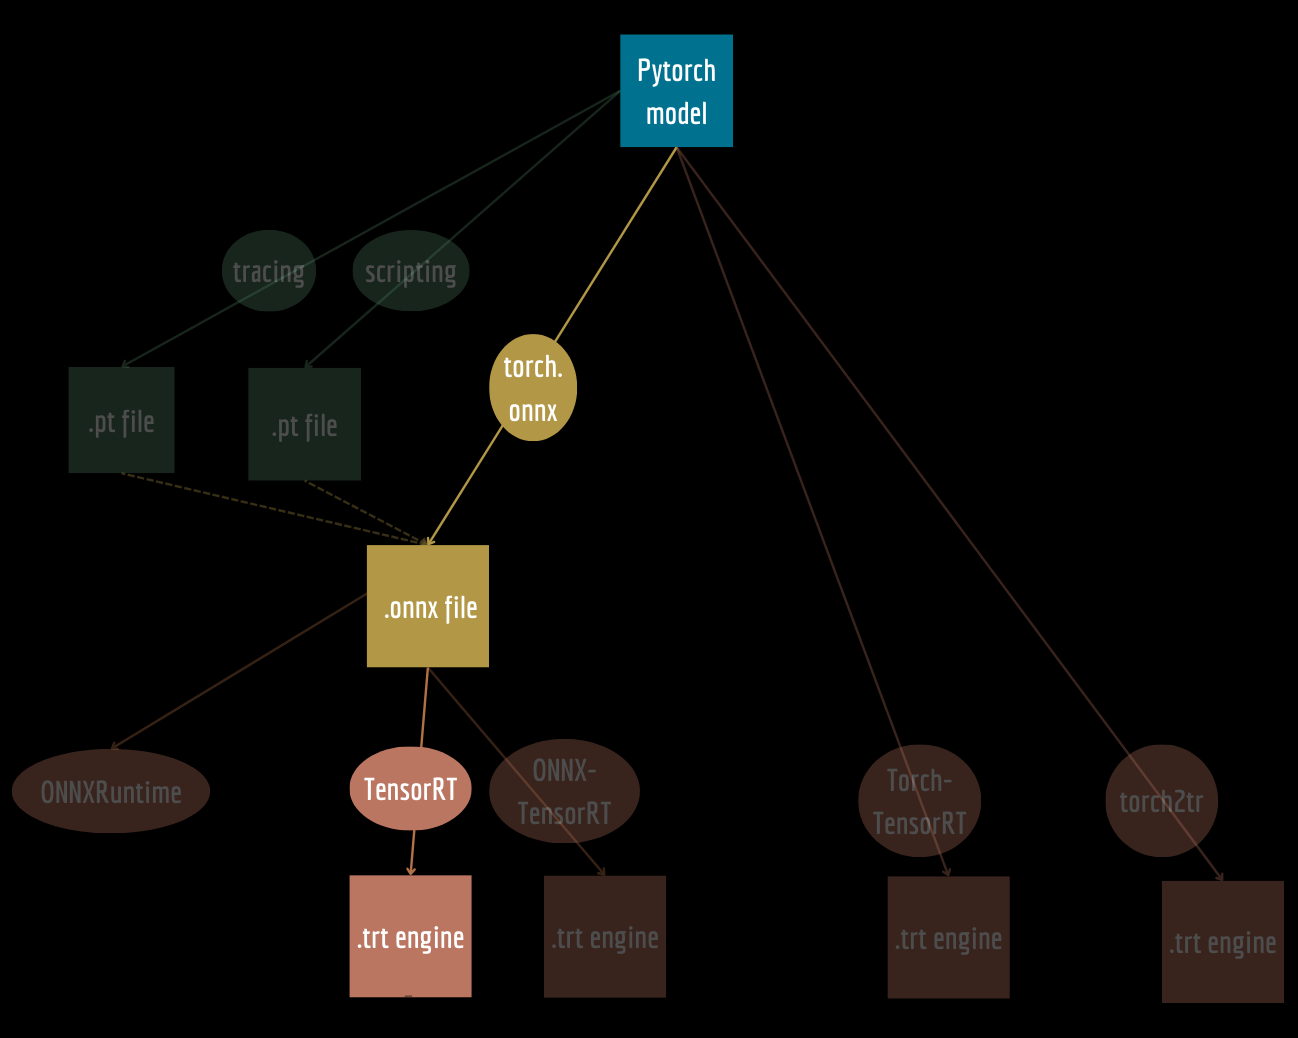 Pytorch
model
tracing
scripting
torch.
onnx
.pt file
.pt file
.onnx file
ONNXRuntime
TensorRT
ONNX-
TensorRT
Torch-
TensorRT
torch2tr
.trt engine
.trt engine
.trt engine
.trt engine